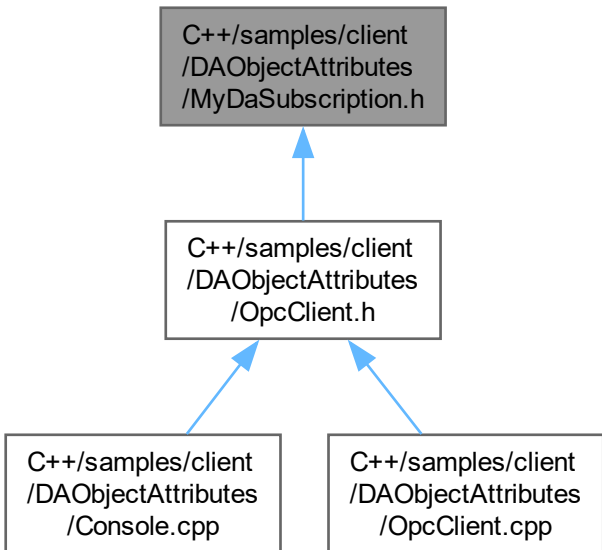 C++/samples/client
/DAObjectAttributes
/MyDaSubscription.h
C++/samples/client
/DAObjectAttributes
/OpcClient.h
C++/samples/client
/DAObjectAttributes
/Console.cpp
C++/samples/client
/DAObjectAttributes
/OpcClient.cpp